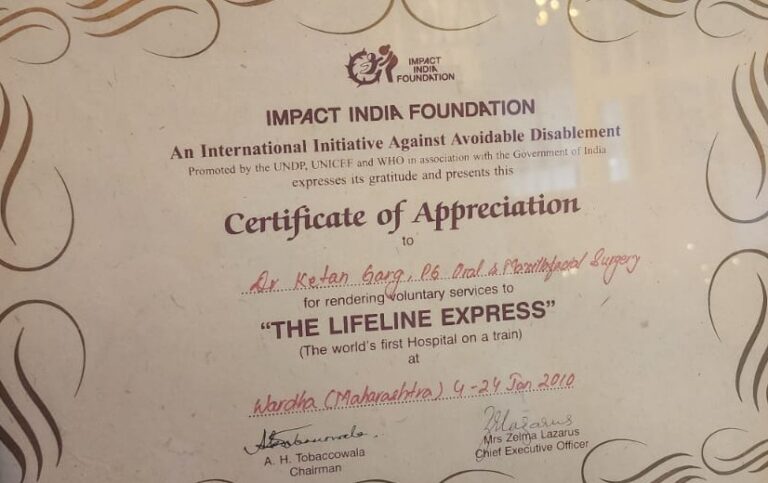 IMPACT
INDIA
FOUNDATION
IMPACT INDIA FOUNDATION
An International Initiative Against Avoidable Disablement
Promoted by the UNDP, UNICEF and WHO in association with the Government of India
expresses its gratitude and presents this
Certificate of Appreciation
to
Dr Ketan Garg, PG Oral & Maxillofacial Surgery
for rendering voluntary services to
"THE LIFELINE EXPRESS"
(The world's first Hospital on a train)
at
Wardha (Maharashtra) 4-24 Jan 2010
A. H. Tobaccowala
Chairman
ZMLazarus
Mrs Zelma Lazarus
Chief Executive Officer